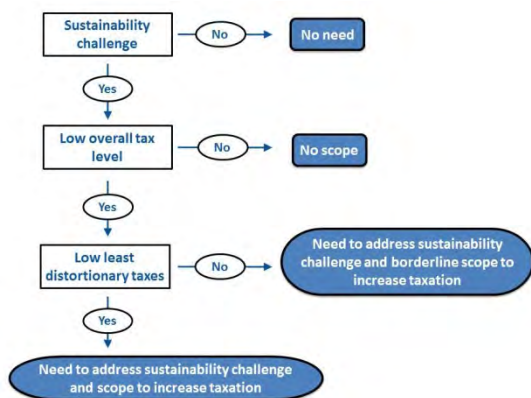 Sustainability
challenge
No
No need
Yes
Low overall tax
level
No
No scope
Yes
Low least
distortionary taxes
No
Need to address sustainability
challenge and borderline scope to
increase taxation
Yes
Need to address sustainability challenge
and scope to increase taxation